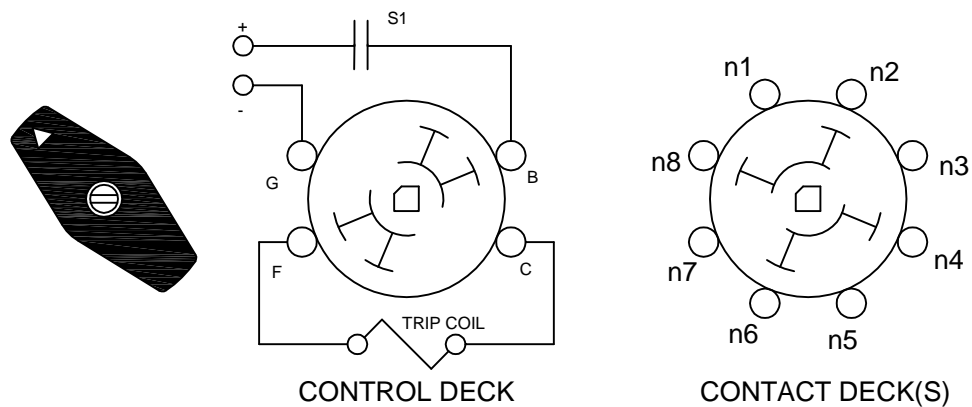 S1
+
-
G
B
F
C
TRIP COIL
CONTROL DECK
n1
n2
n8
n3
n7
n4
n6
n5
CONTACT DECK(S)